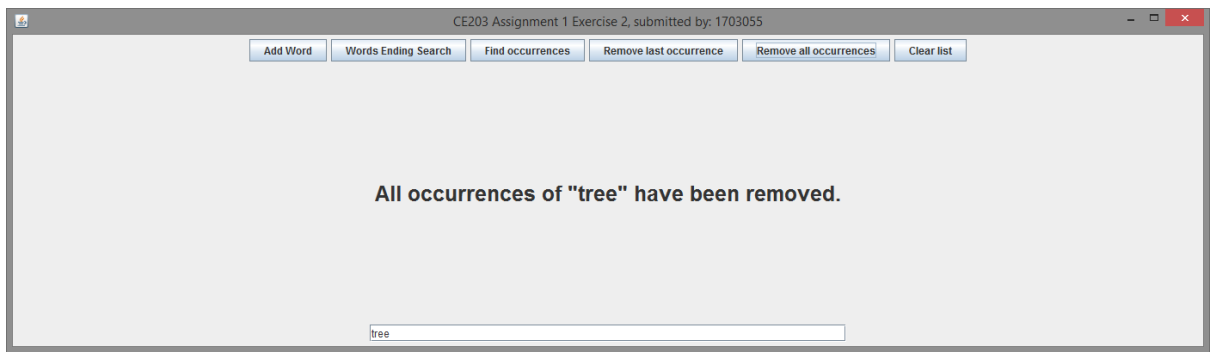 CE203 Assignment 1 Exercise 2, submitted by: 1703055
Add Word Words Ending Search Find occurrences Remove last occurrence Remove all occurrences Clear list
All occurrences of "tree" have been removed.
tree